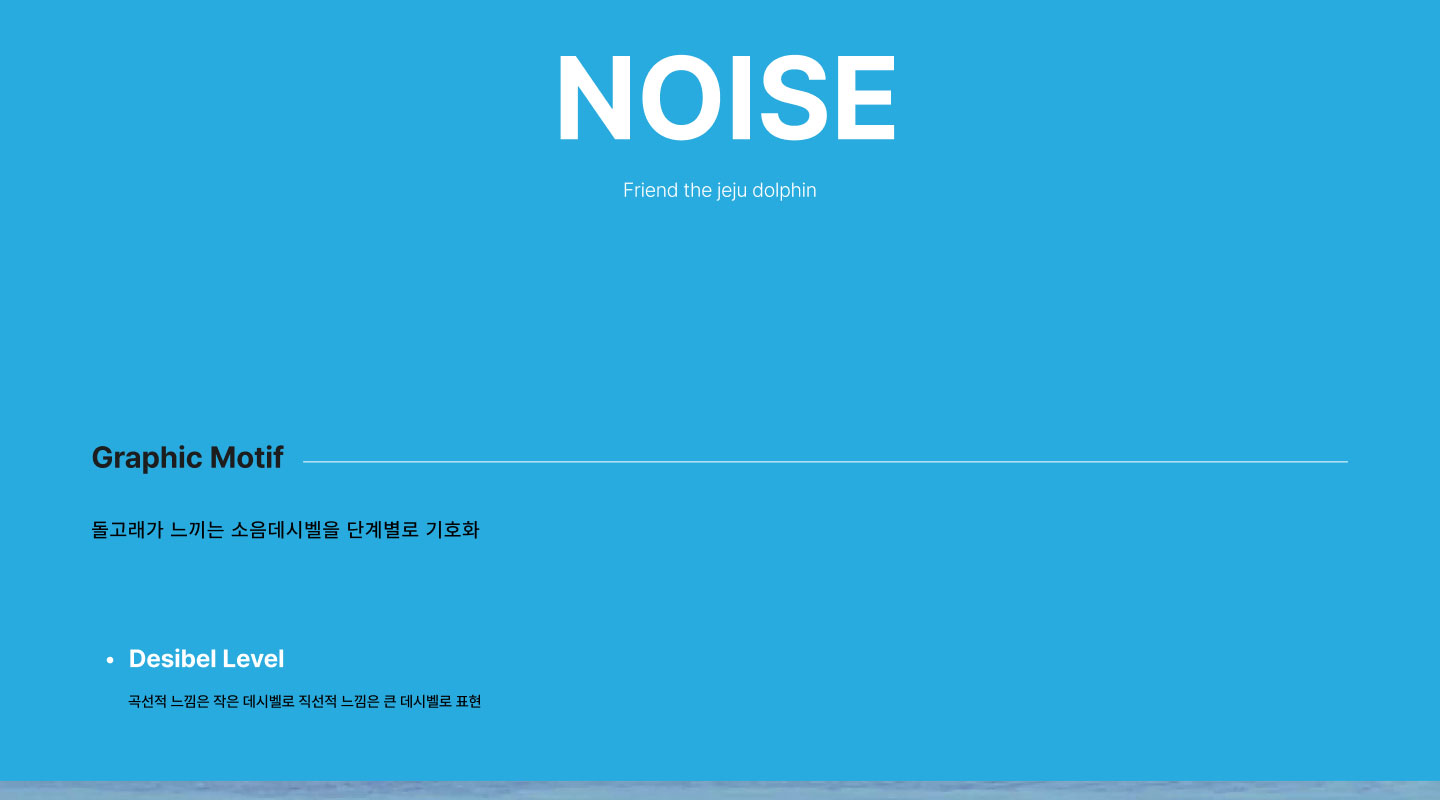 NOISE
Friend the jeju dolphin
Graphic Motif
돌고래가 느끼는 소음데시벨을 단계별로 기호화
• Desibel Level
곡선적 느낌은 작은 데시벨로 직선적 느낌은 큰 데시벨로 표현